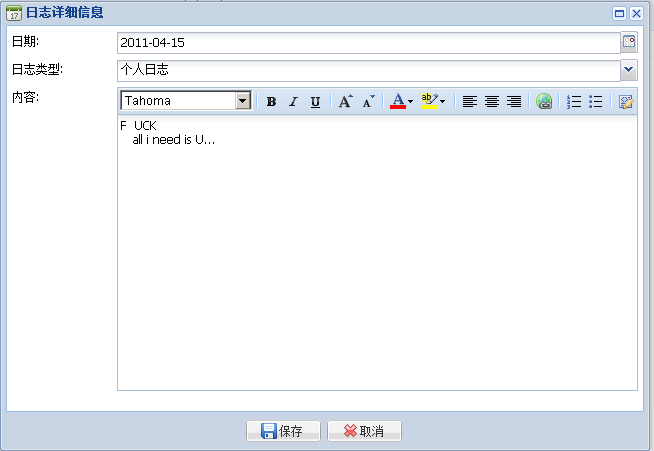 日志详细信息
日期:
2011-04-15
日志类型:
个人日志
内容:
Tahoma
B I U A A A ab
F  UCK
all i need is U...
保存
取消